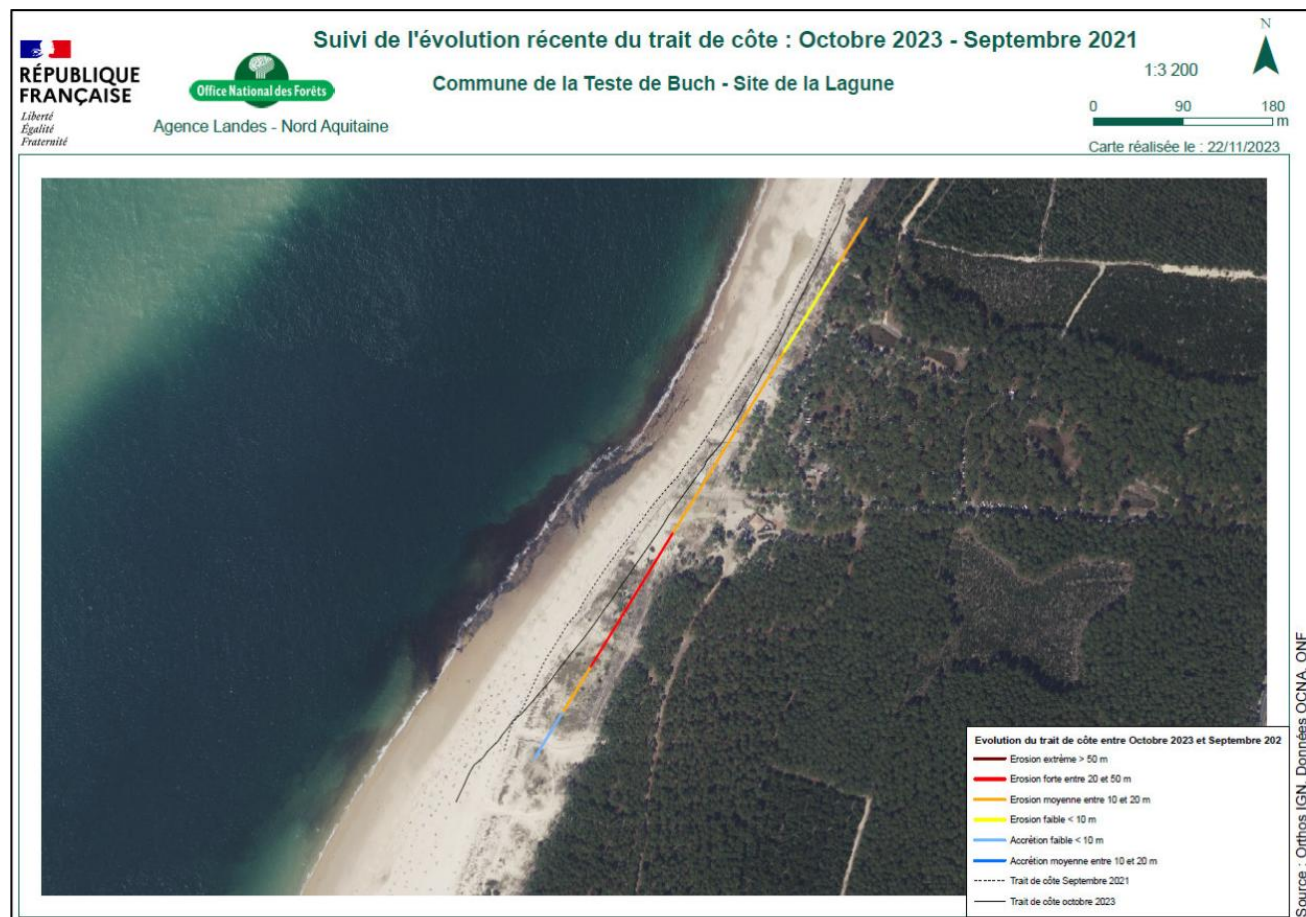 Suivi de l'évolution récente du trait de côte : Octobre 2023 - Septembre 2021
Commune de la Teste de Buch - Site de la Lagune
RÉPUBLIQUE
FRANÇAISE
Liberté
Égalité
Fraternité
Office National des Forêts
Agence Landes - Nord Aquitaine
N
1:3 200
0 90 180
m
Carte réalisée le : 22/11/2023
Evolution du trait de côte entre Octobre 2023 et Septembre 202
Erosion extrème > 50 m
Erosion forte entre 20 et 50 m
Erosion moyenne entre 10 et 20 m
Erosion faible < 10 m
Accrétion faible < 10 m
Accrétion moyenne entre 10 et 20 m
Trait de côte Septembre 2021
Trait de côte octobre 2023
Source : Orthos IGN, Données OCNA, ONF